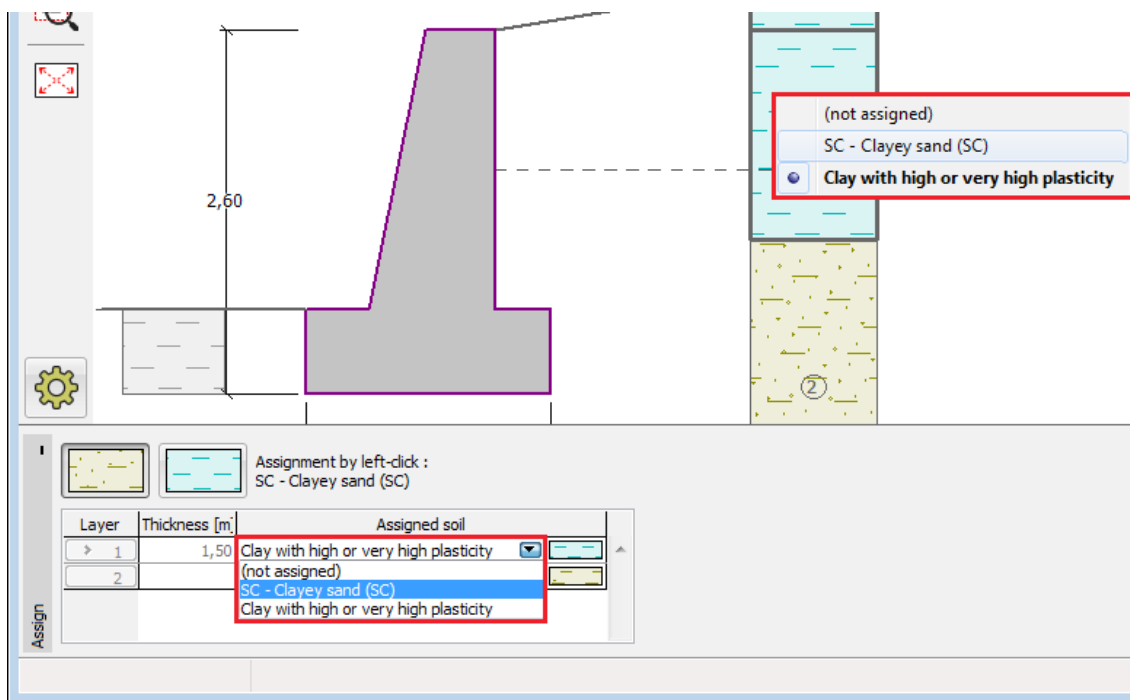 (not assigned)
SC - Clayey sand (SC)
Clay with high or very high plasticity
2,60
2
Assignment by left-click :
SC - Clayey sand (SC)
Layer Thickness [m] Assigned soil
1 1,50 Clay with high or very high plasticity
2 (not assigned)
SC - Clayey sand (SC)
Clay with high or very high plasticity
Assign